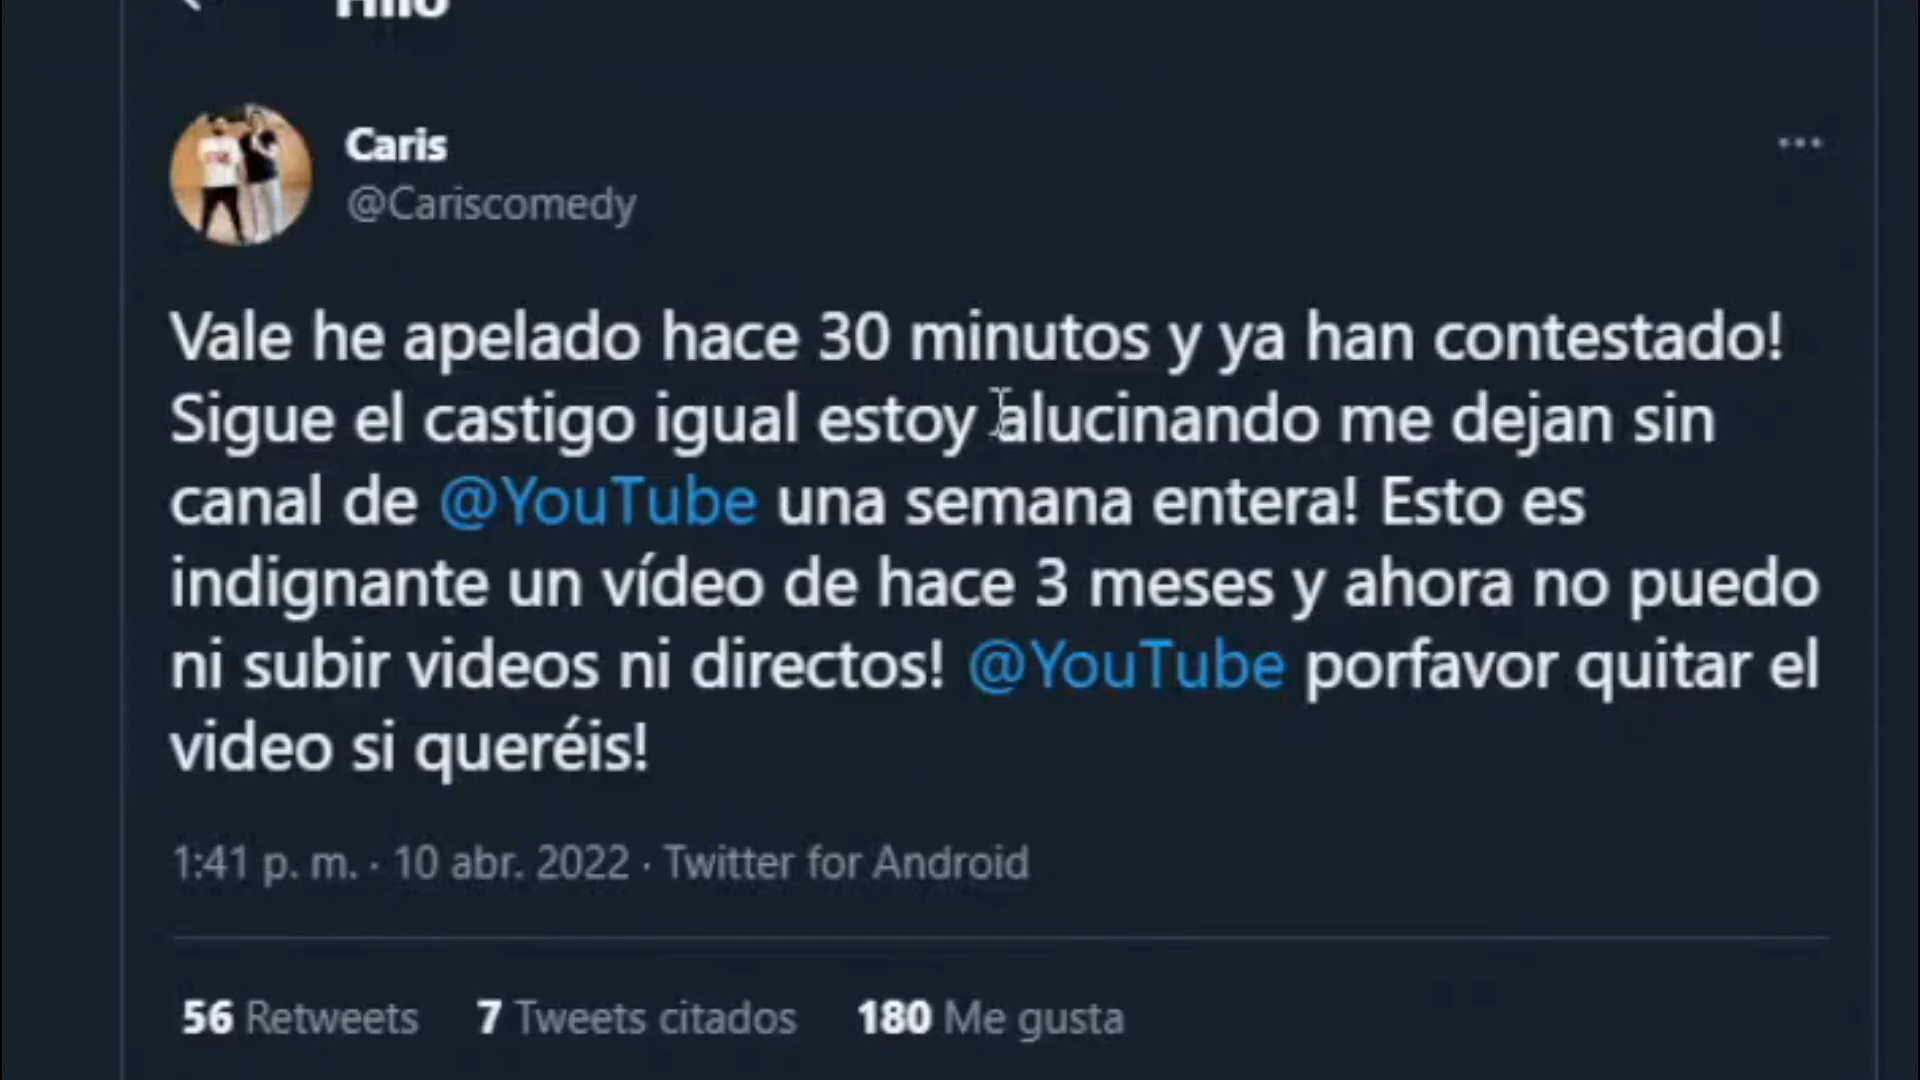 Hilo
Caris
@Cariscomedy
Vale he apelado hace 30 minutos y ya han contestado!
Sigue el castigo igual estoy alucinando me dejan sin
canal de @YouTube una semana entera! Esto es
indignante un vídeo de hace 3 meses y ahora no puedo
ni subir videos ni directos! @YouTube porfavor quitar el
video si queréis!
1:41 p. m. · 10 abr. 2022 · Twitter for Android
56 Retweets 7 Tweets citados 180 Me gusta